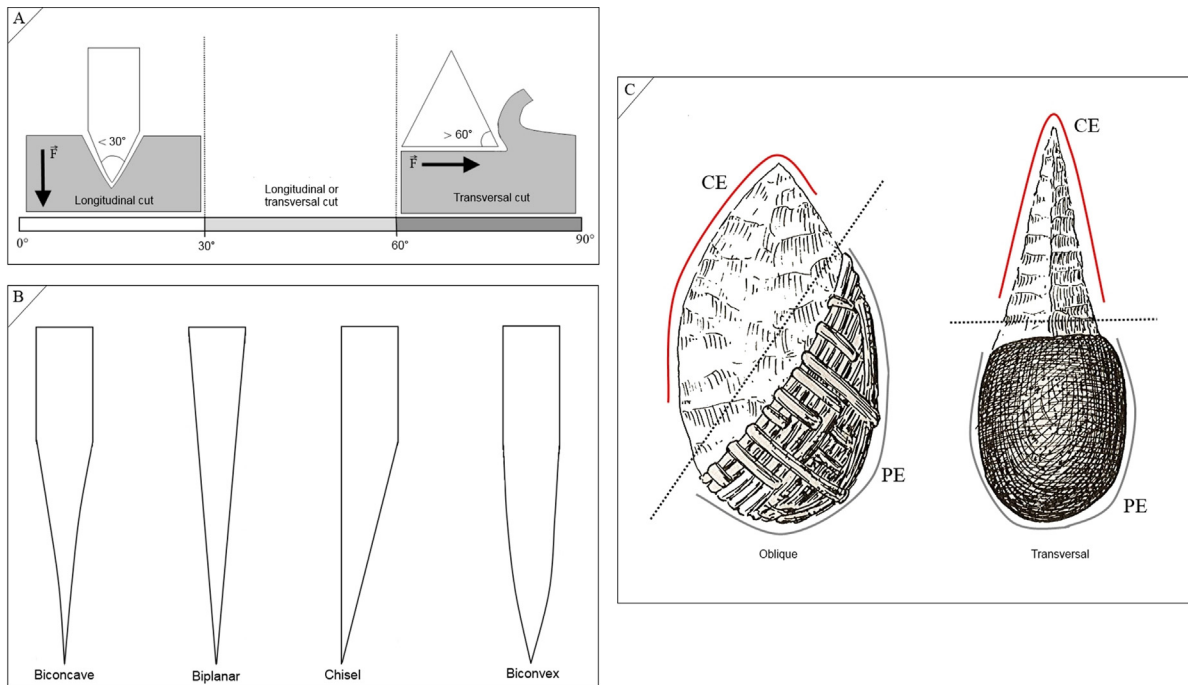 A
< 30°
F
Longitudinal cut
Longitudinal or
transversal cut
> 60°
F
Transversal cut
0°
30°
60°
90°
B
Biconcave
Biplanar
Chisel
Biconvex
C
CE
PE
Oblique
CE
PE
Transversal